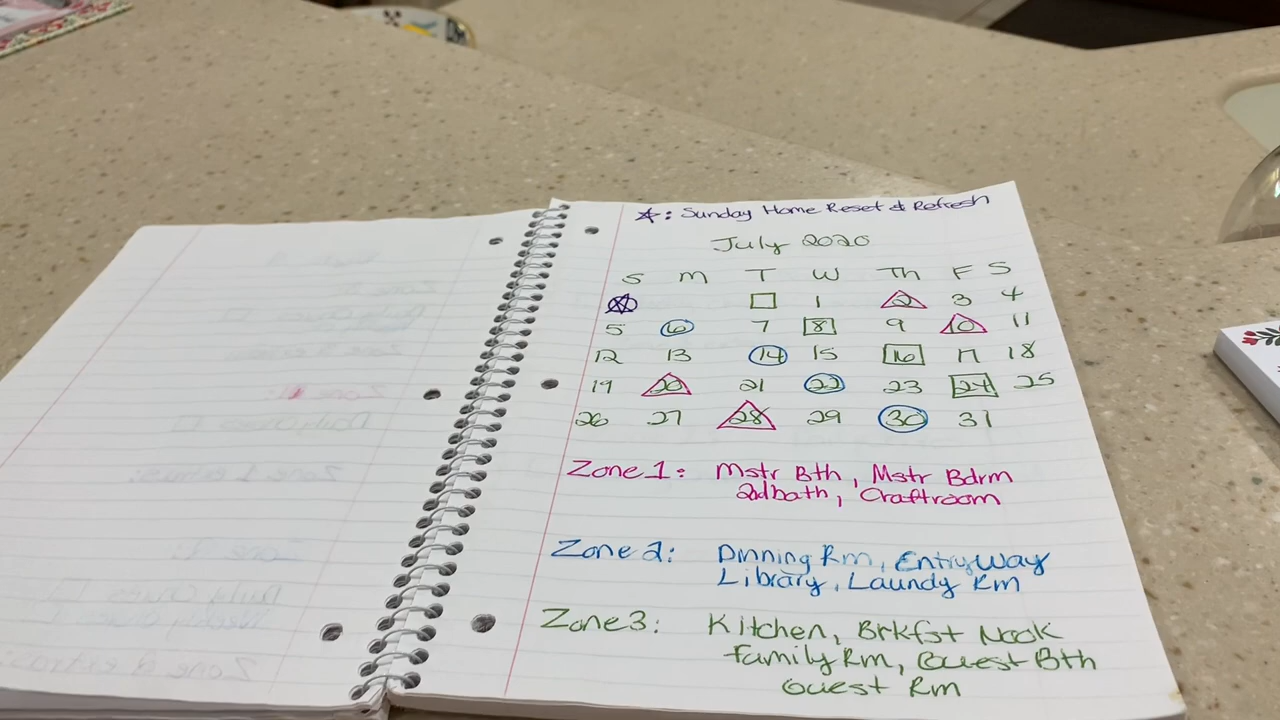 ☆: Sunday Home Reset & Refresh
July 2020
S M T W Th F S
1 2 3 4
5 6 7 8 9 10 11
12 13 14 15 16 17 18
19 20 21 22 23 24 25
26 27 28 29 30 31
Zone 1: Mstr Bth, Mstr Bdrm
2ndbath, Craftroom
Zone 2: Dinning Rm, Entryway
Library, Laundy Rm
Zone 3: Kitchen, Brkfst Nook
Family Rm, Guest Bth
Guest Rm